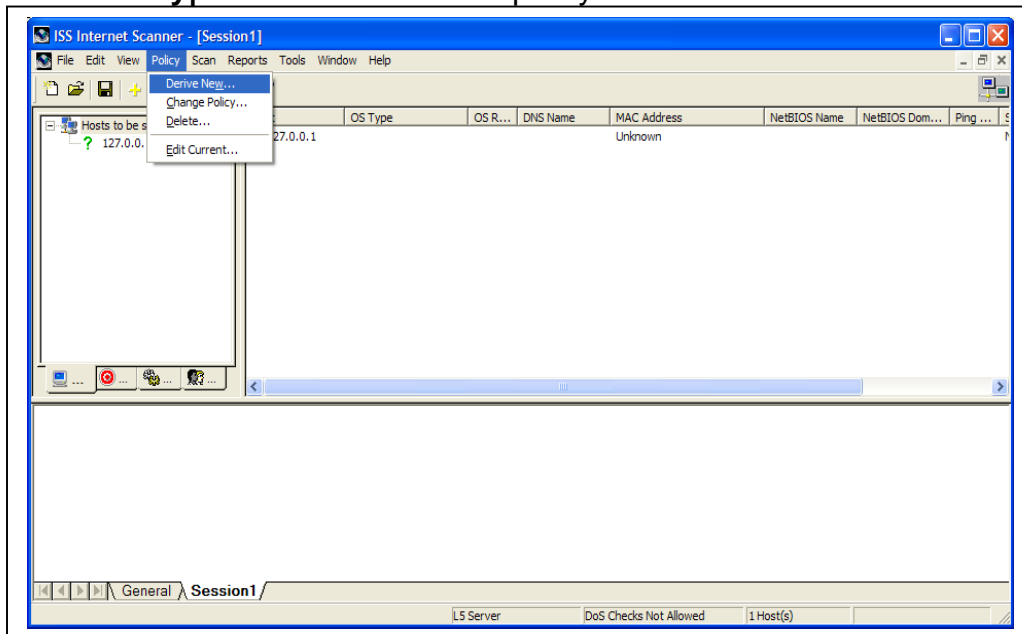 ISS Internet Scanner - [Session1]
File Edit View Policy Scan Reports Tools Window Help
Derive New...
Change Policy...
Delete...
Edit Current...
Hosts to be s
127.0.0.
OS Type OS R... DNS Name MAC Address NetBIOS Name NetBIOS Dom... Ping ... S
27.0.0.1 Unknown N
... ... ... ...
General Session1
L5 Server DoS Checks Not Allowed 1 Host(s)